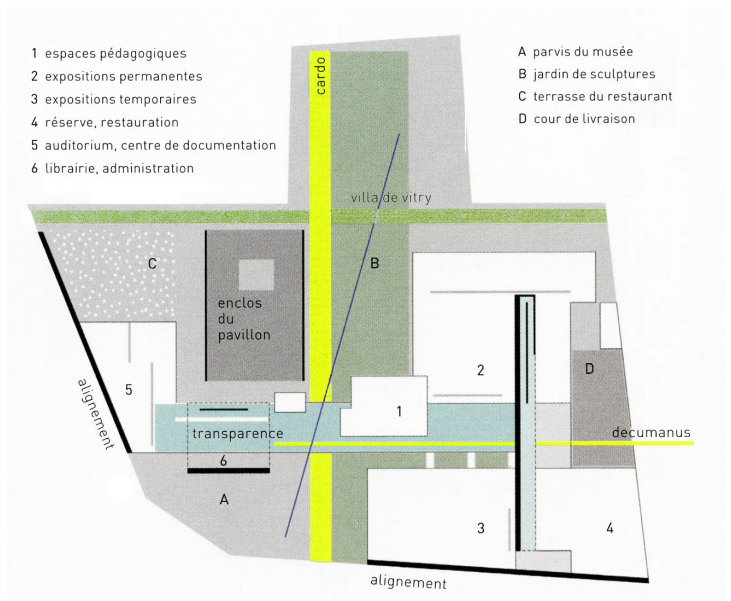 1 espaces pédagogiques
2 expositions permanentes
3 expositions temporaires
4 réserve, restauration
5 auditorium, centre de documentation
6 librairie, administration
A parvis du musée
B jardin de sculptures
C terrasse du restaurant
D cour de livraison
cardo
villa de vitry
C
B
enclos
du
pavillon
2
D
5
1
alignement
transparence
decumanus
6
A
3
4
alignement